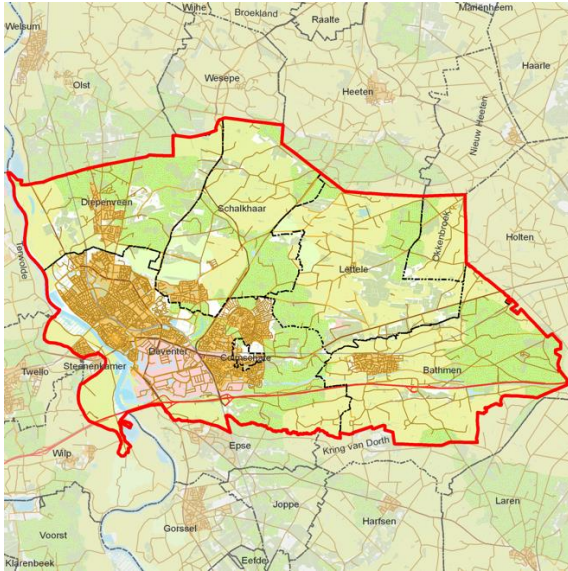 Wijhe
Broekland
Raalte
Mariënheem
Welsum
Haarle
Olst
Wesepe
Heeten
Nieuw Heeten
Diepenveen
Schalkhaar
Okkenbroek
Holten
Terwolde
Lettele
Deventer
Colmschate
Twello
Steenenkamer
Bathmen
Epse
Kring van Dorth
Wilp
Joppe
Laren
Gorssel
Harfsen
Voorst
Eefde
Klarenbeek